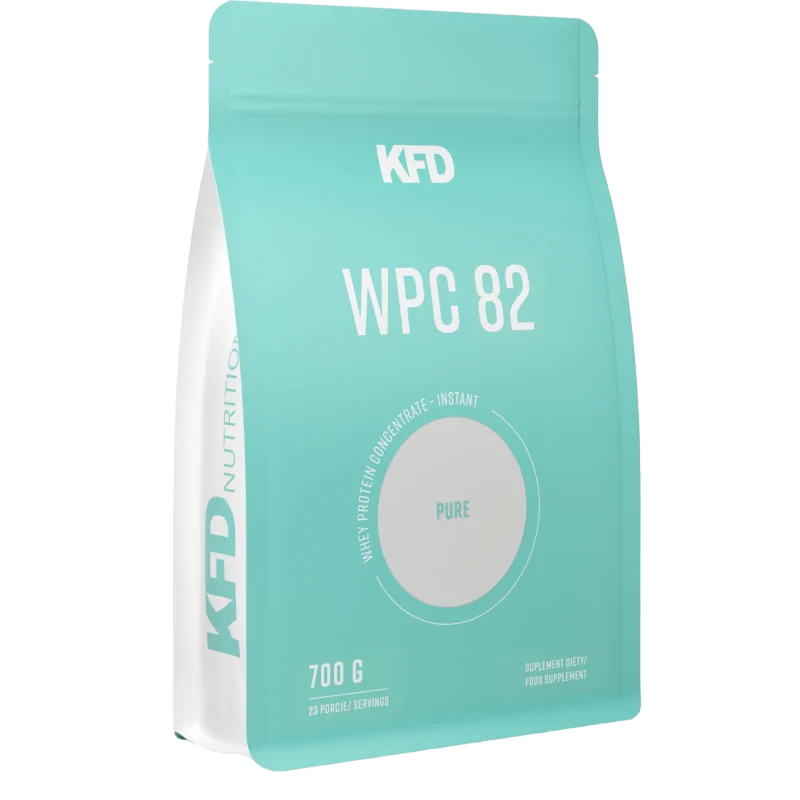 KFD
WPC 82
WHEY PROTEIN CONCENTRATE - INSTANT
PURE
700 G
23 PORCJE/ SERVINGS
SUPLEMENT DIETY/
FOOD SUPPLEMENT
KFD
NUTRITION